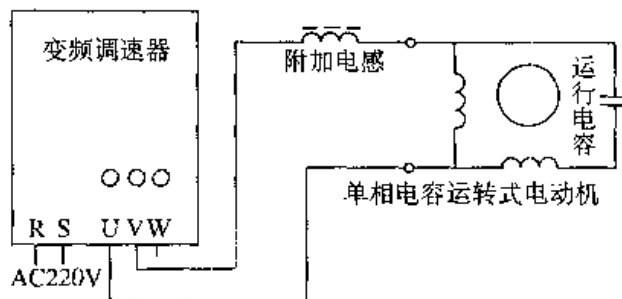 变频调速器
附加电感
运行电容
单相电容运转式电动机
R S U V W
AC220V